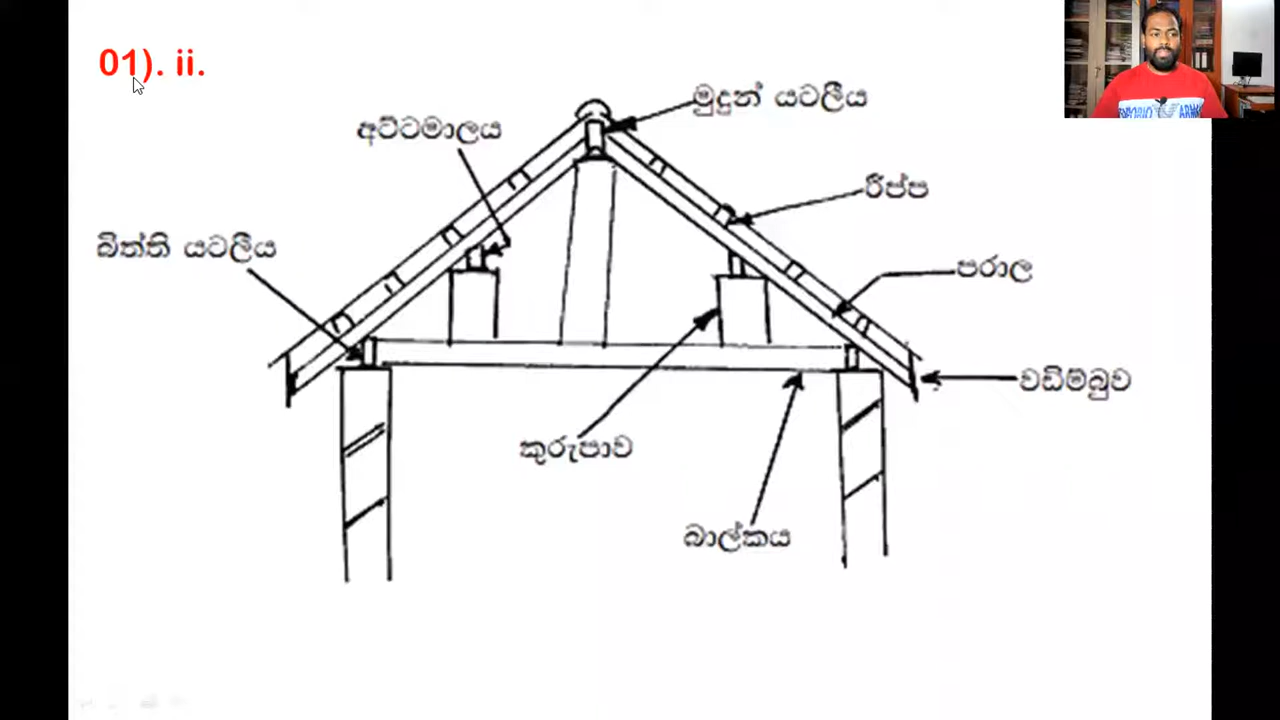 01). ii.
මුදුන් යටලීය
අට්ටමාලය
රීප්ප
බිත්ති යටලීය
පරාල
වඩිම්බුව
කුරුපාව
බාල්කය